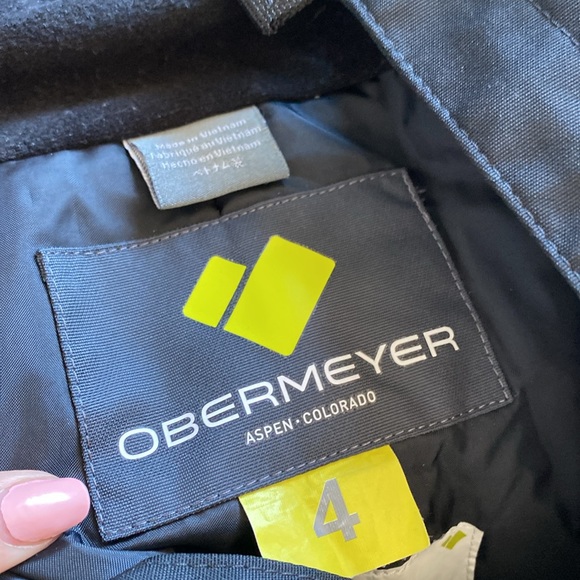 Made in Vietnam
Fabriqué au Vietnam
Hecho en Vietnam
ベトナム製
OBERMEYER
ASPEN • COLORADO
4